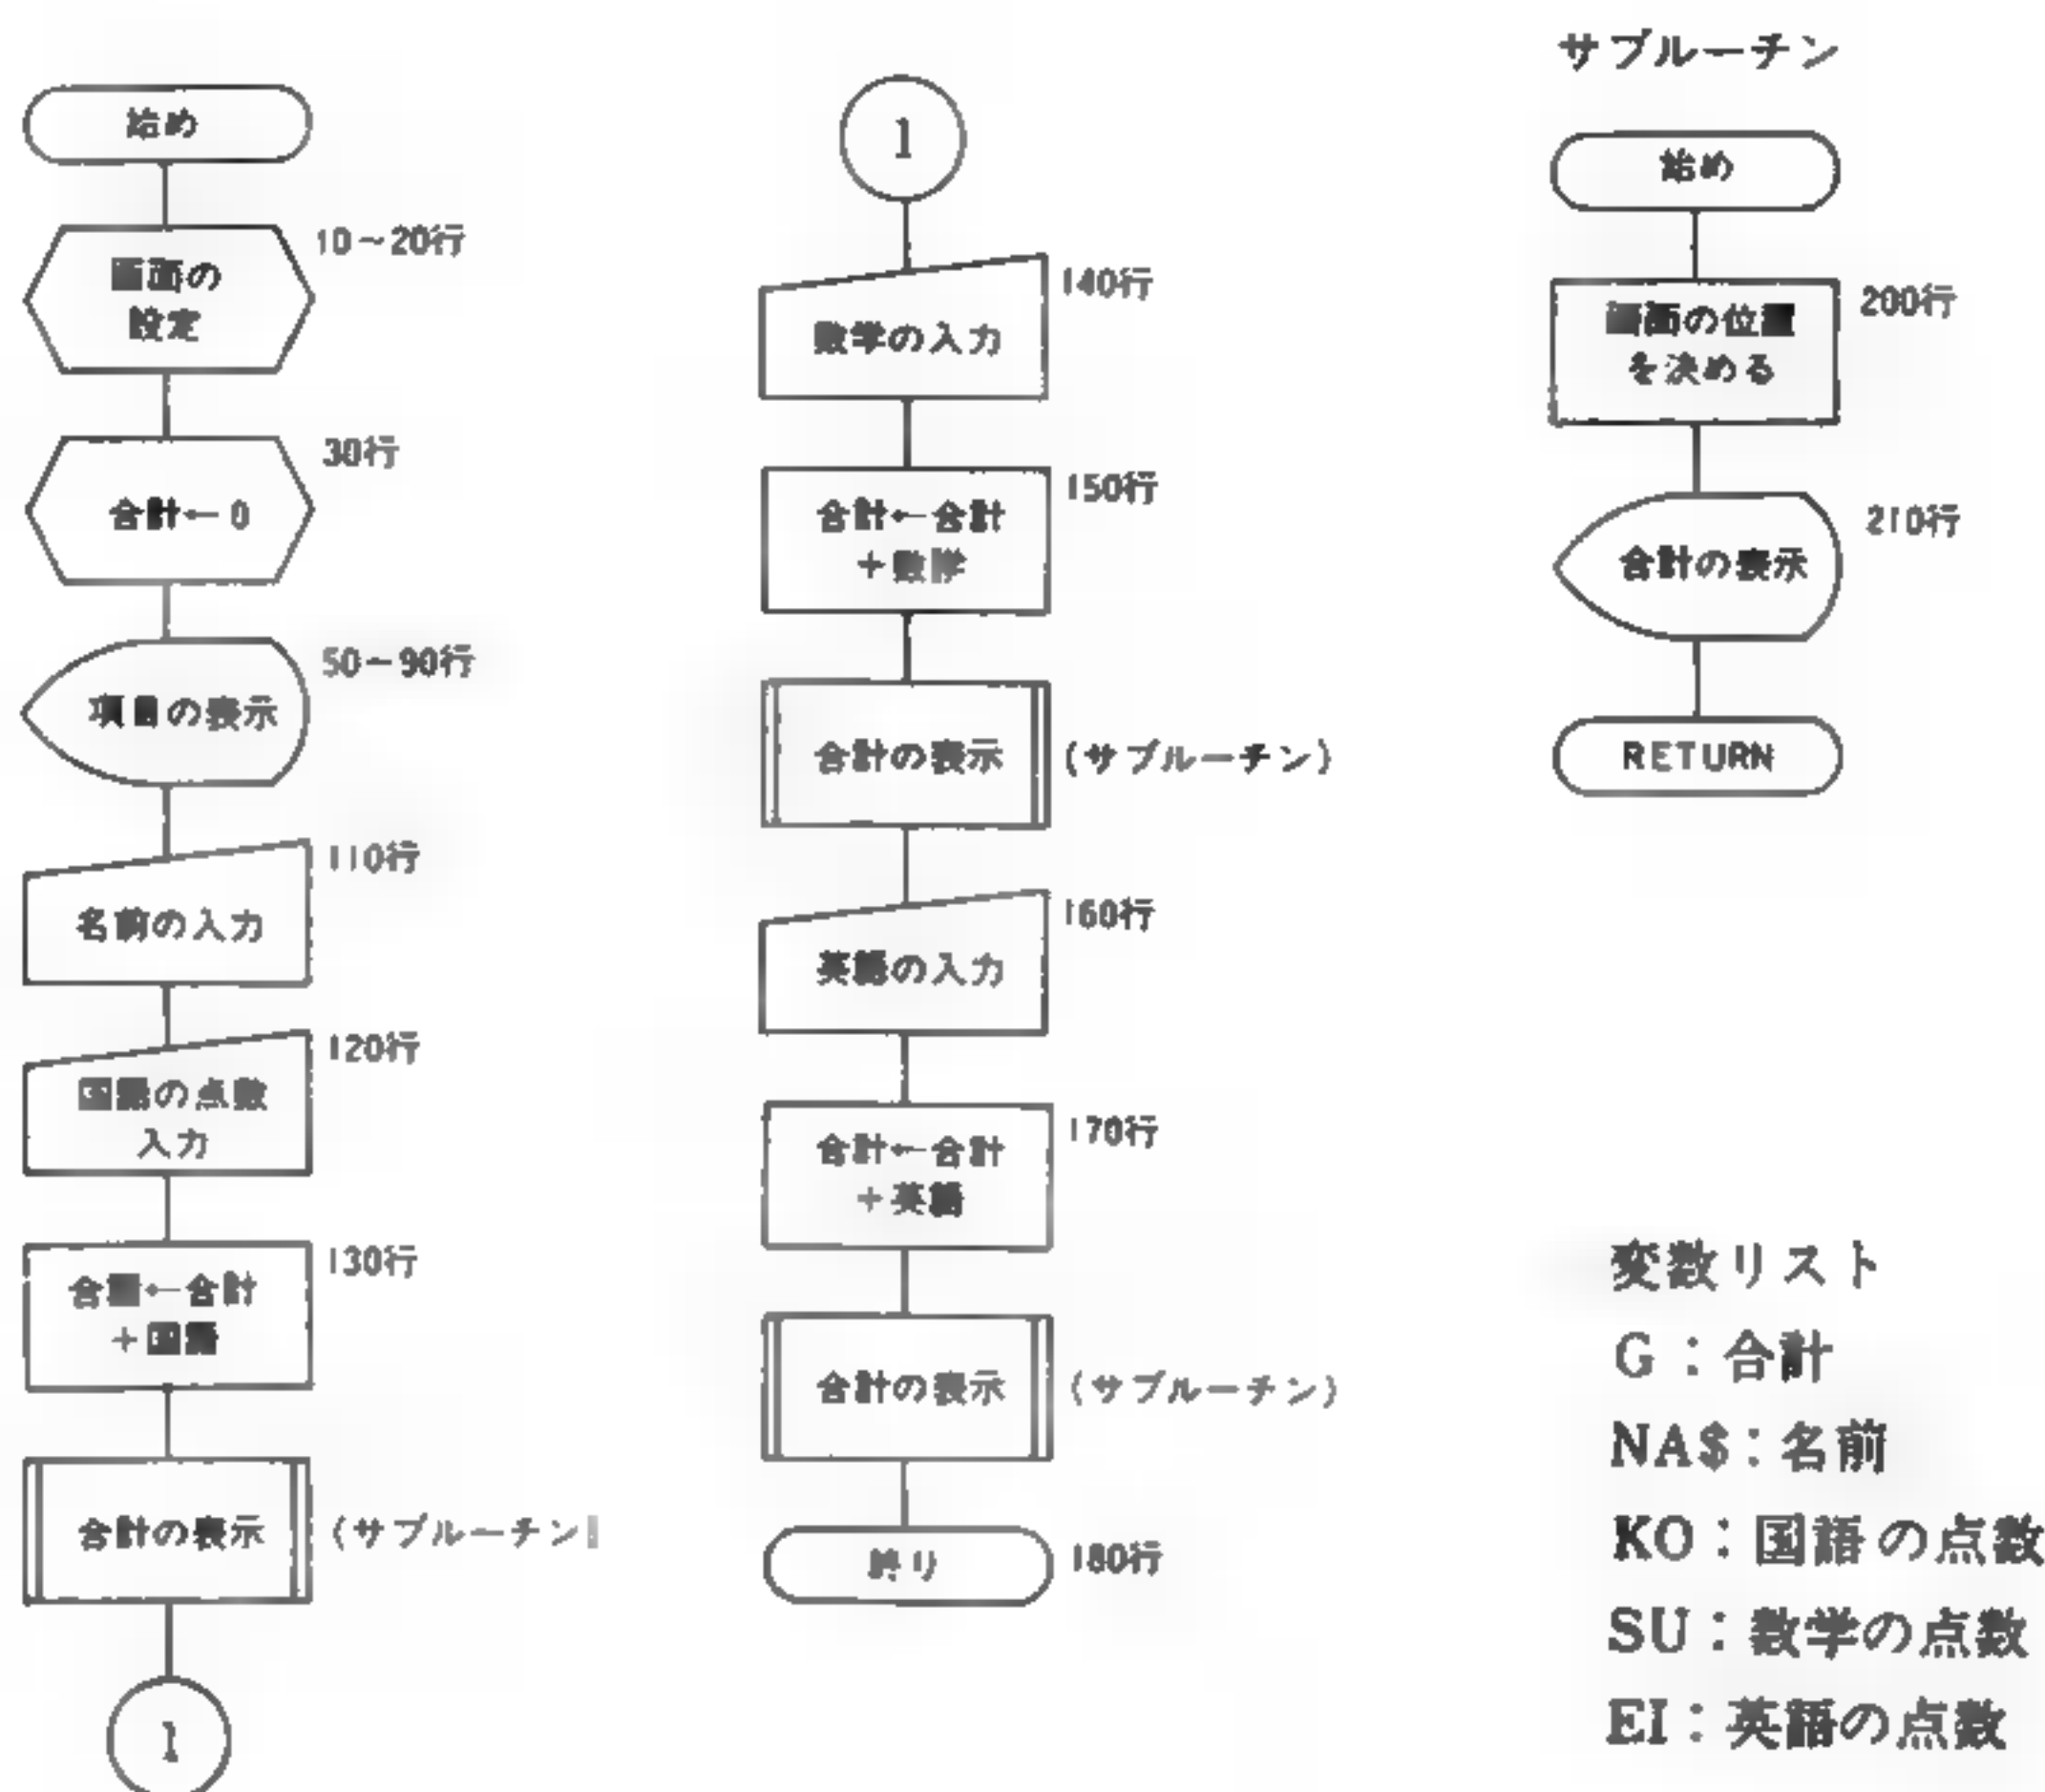 始め
10~20行
画面の
設定
30行
合計←0
50~90行
項目の表示
110行
名前の入力
120行
国語の点数
入力
130行
合計←合計
+国語
合計の表示
(サブルーチン
1
1
140行
数学の入力
150行
合計←合計
+数学
合計の表示
(サブルーチン)
160行
英語の入力
170行
合計←合計
+英語
合計の表示
(サブルーチン)
終り
180行
サブルーチン
始め
200行
画面の位置
を決める
210行
合計の表示
RETURN
変数リスト
G:合計
NA$:名前
KO:国語の点数
SU:数学の点数
EI:英語の点数